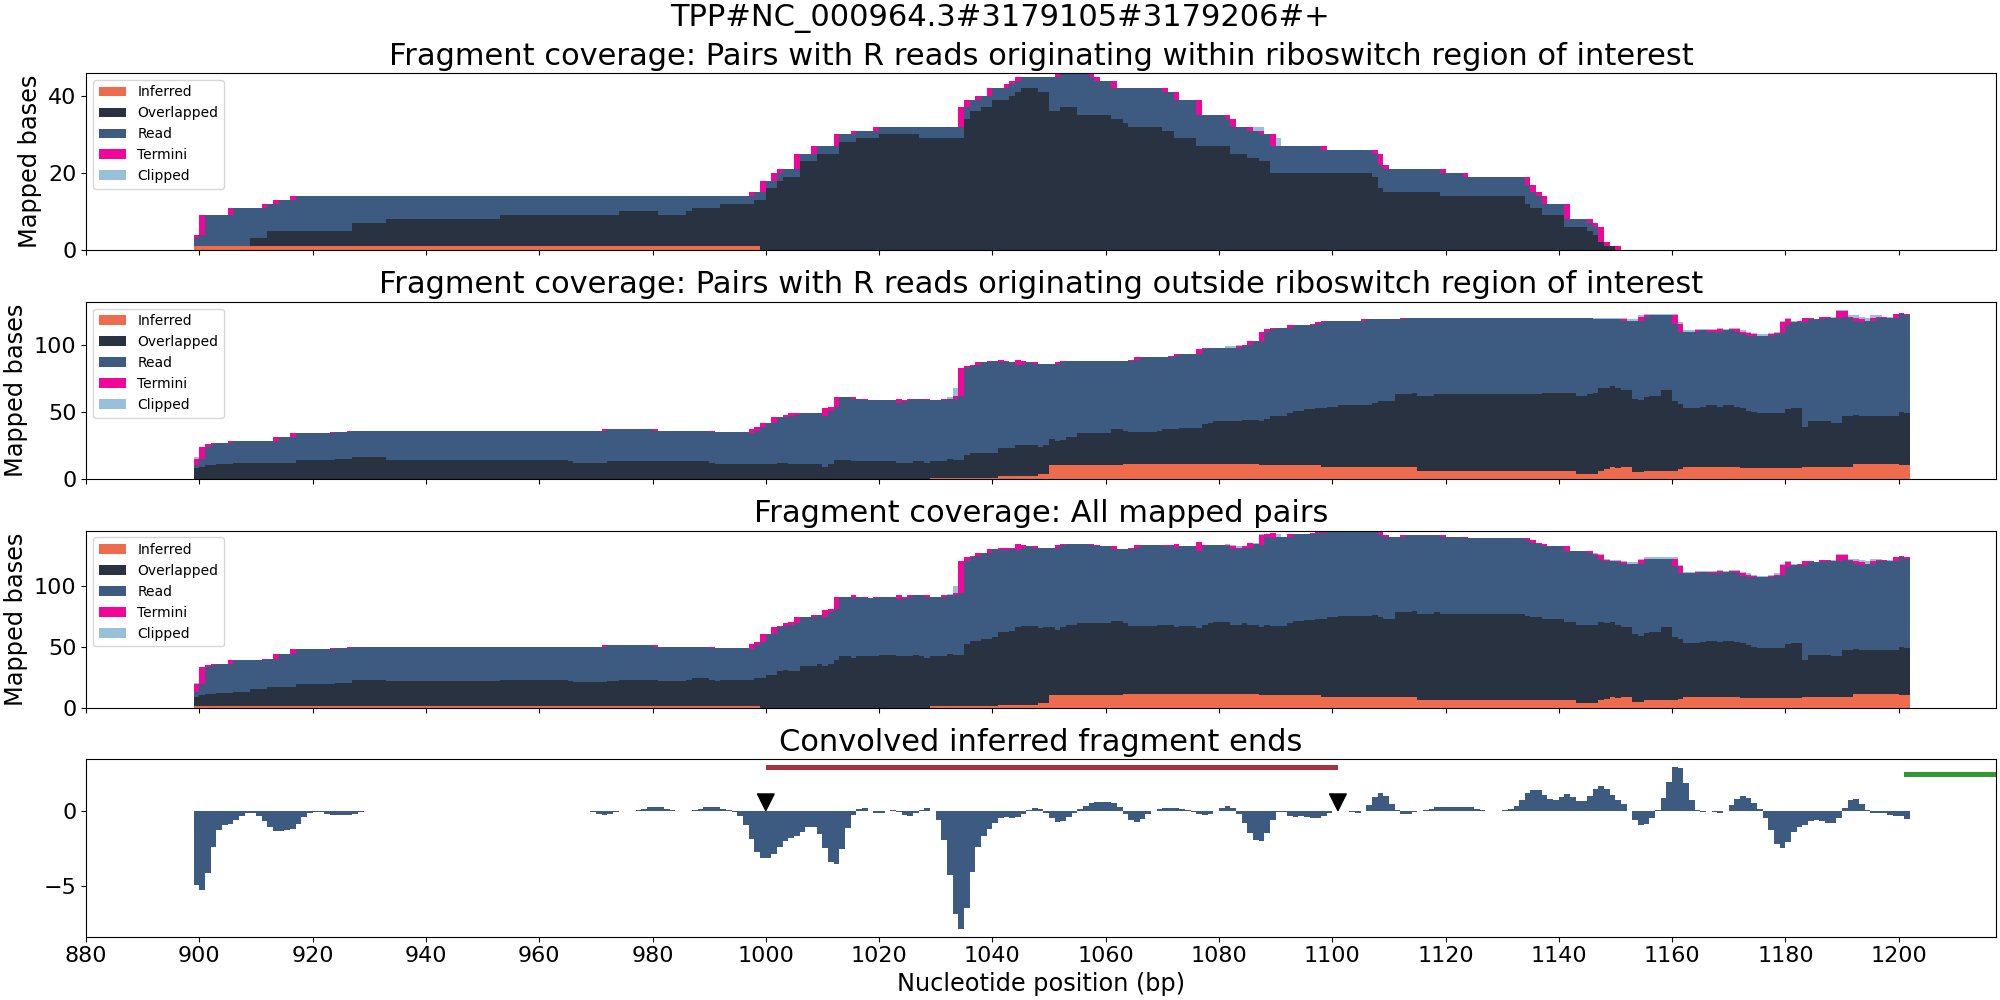 TPP#NC_000964.3#3179105#3179206#+
Fragment coverage: Pairs with R reads originating within riboswitch region of interest
Mapped bases
40
20
0
Inferred
Overlapped
Read
Termini
Clipped
Fragment coverage: Pairs with R reads originating outside riboswitch region of interest
Mapped bases
100
50
0
Inferred
Overlapped
Read
Termini
Clipped
Fragment coverage: All mapped pairs
Mapped bases
100
50
0
Inferred
Overlapped
Read
Termini
Clipped
Convolved inferred fragment ends
0
−5
880 900 920 940 960 980 1000 1020 1040 1060 1080 1100 1120 1140 1160 1180 1200
Nucleotide position (bp)